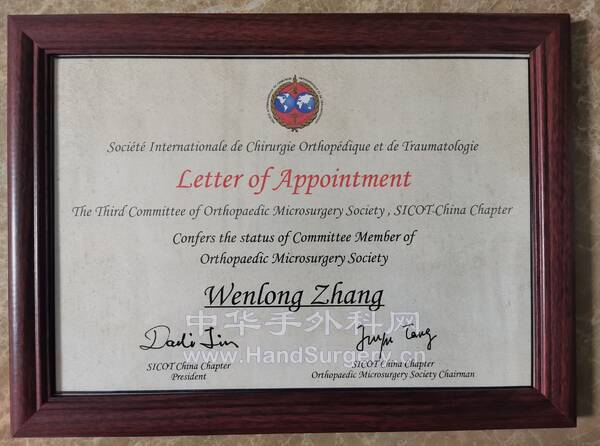 Société Internationale de Chirurgie Orthopédique et de Traumatologie
Letter of Appointment
The Third Committee of Orthopaedic Microsurgery Society , SICOT-China Chapter
Confers the status of Committee Member of
Orthopaedic Microsurgery Society
Wenlong Zhang
中华手外科网
www.HandSurgery.cn
SICOT China Chapter
President
SICOT China Chapter
Orthopaedic Microsurgery Society Chairman